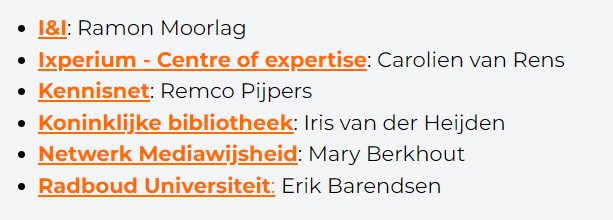 • I&I: Ramon Moorlag
• Ixperium - Centre of expertise: Carolien van Rens
• Kennisnet: Remco Pijpers
• Koninklijke bibliotheek: Iris van der Heijden
• Netwerk Mediawijsheid: Mary Berkhout
• Radboud Universiteit: Erik Barendsen